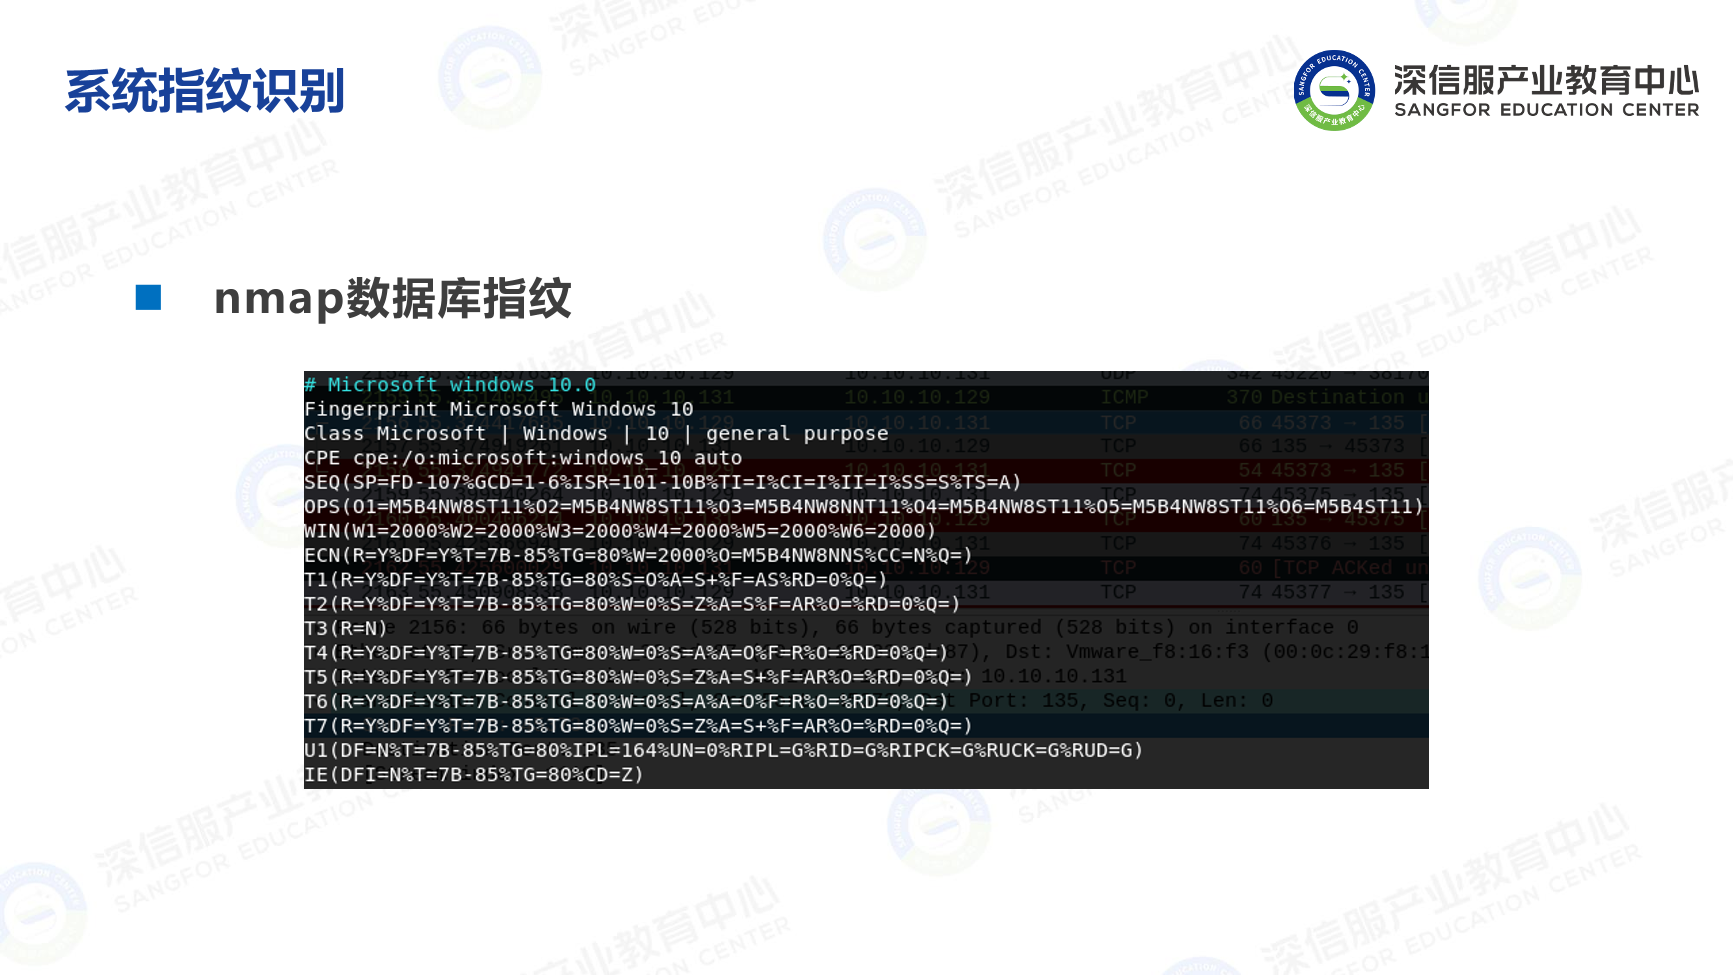 系统指纹识别
深信服产业教育中心
SANGFOR EDUCATION CENTER
nmap数据库指纹
# Microsoft windows 10.0
Fingerprint Microsoft Windows 10
Class Microsoft | Windows | 10 | general purpose
CPE cpe:/o:microsoft:windows_10 auto
SEQ(SP=FD-107%GCD=1-6%ISR=101-10B%TI=I%CI=I%II=I%SS=S%TS=A)
OPS(O1=M5B4NW8ST11%O2=M5B4NW8ST11%O3=M5B4NW8NNT11%O4=M5B4NW8ST11%O5=M5B4NW8ST11%O6=M5B4ST11)
WIN(W1=2000%W2=2000%W3=2000%W4=2000%W5=2000%W6=2000)
ECN(R=Y%DF=Y%T=7B-85%TG=80%W=2000%O=M5B4NW8NNS%CC=N%Q=)
T1(R=Y%DF=Y%T=7B-85%TG=80%S=O%A=S+%F=AS%RD=0%Q=)
T2(R=Y%DF=Y%T=7B-85%TG=80%W=0%S=Z%A=S%F=AR%O=%RD=0%Q=)
T3(R=N)
T4(R=Y%DF=Y%T=7B-85%TG=80%W=0%S=A%A=O%F=R%O=%RD=0%Q=)
T5(R=Y%DF=Y%T=7B-85%TG=80%W=0%S=Z%A=S+%F=AR%O=%RD=0%Q=)
T6(R=Y%DF=Y%T=7B-85%TG=80%W=0%S=A%A=O%F=R%O=%RD=0%Q=)
T7(R=Y%DF=Y%T=7B-85%TG=80%W=0%S=Z%A=S+%F=AR%O=%RD=0%Q=)
U1(DF=N%T=7B-85%TG=80%IPL=164%UN=0%RIPL=G%RID=G%RIPCK=G%RUCK=G%RUD=G)
IE(DFI=N%T=7B-85%TG=80%CD=Z)